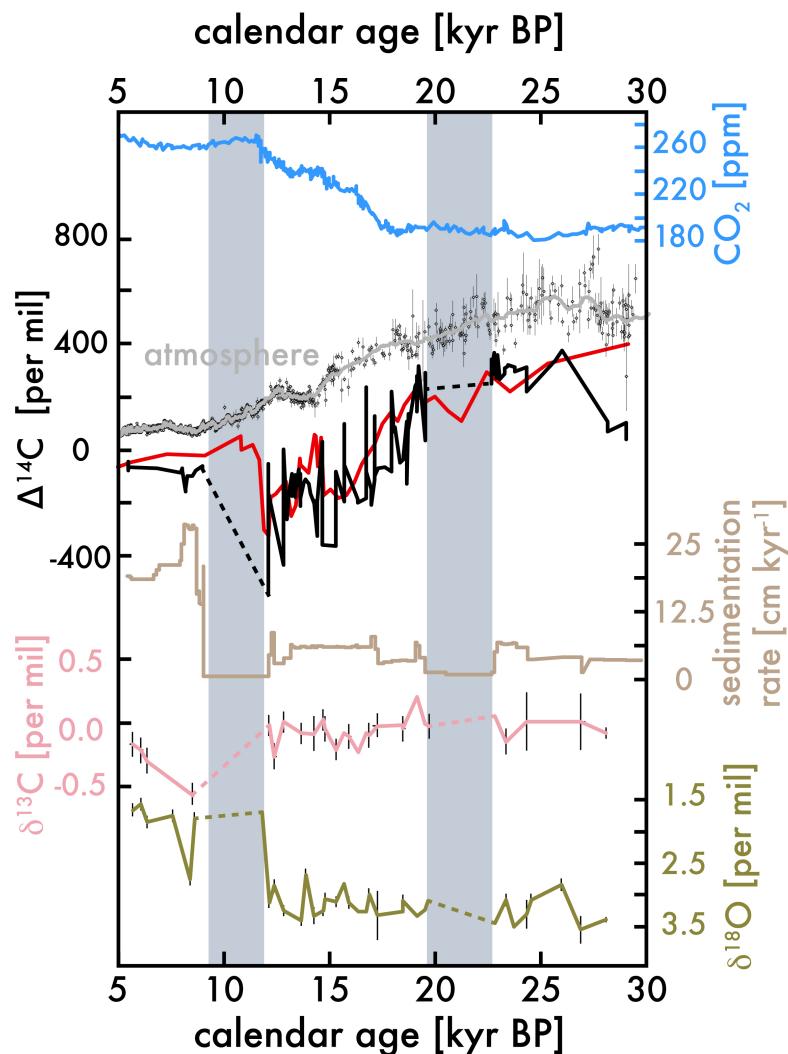 calendar age [kyr BP]
5 10 15 20 25 30
260
220
180
CO₂ [ppm]
800
400
0
-400
Δ¹⁴C [per mil]
atmosphere
25
12.5
0
sedimentation
rate [cm kyr⁻¹]
0.5
0.0
-0.5
δ¹³C [per mil]
1.5
2.5
3.5
δ¹⁸O [per mil]
5 10 15 20 25 30
calendar age [kyr BP]